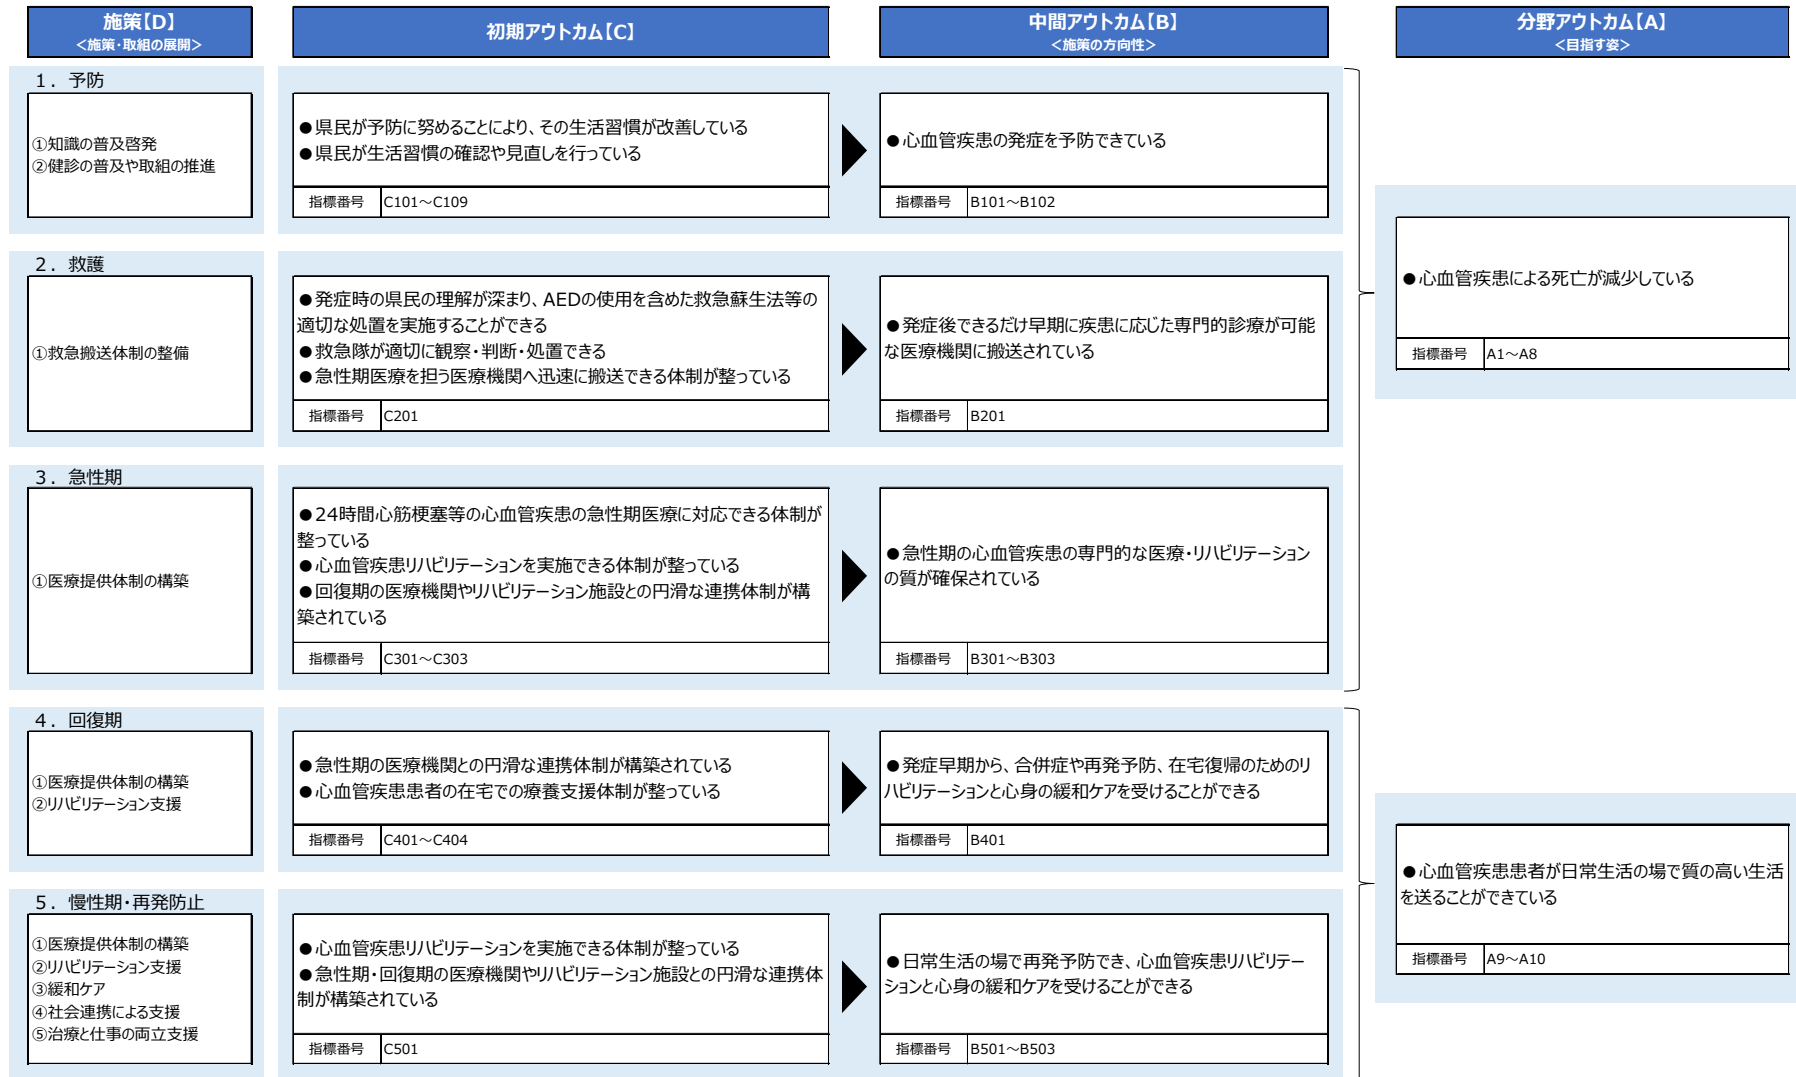 施策【D】
<施策・取組の展開>
初期アウトカム【C】
中間アウトカム【B】
<施策の方向性>
分野アウトカム【A】
<目指す姿>
1．予防
①知識の普及啓発
②健診の普及や取組の推進
●県民が予防に努めることにより、その生活習慣が改善している
●県民が生活習慣の確認や見直しを行っている
指標番号 C101～C109
●心血管疾患の発症を予防できている
指標番号 B101～B102
2．救護
①救急搬送体制の整備
●発症時の県民の理解が深まり、AEDの使用を含めた救急蘇生法等の
適切な処置を実施することができる
●救急隊が適切に観察・判断・処置できる
●急性期医療を担う医療機関へ迅速に搬送できる体制が整っている
指標番号 C201
●発症後できるだけ早期に疾患に応じた専門的診療が可能
な医療機関に搬送されている
指標番号 B201
3．急性期
①医療提供体制の構築
●24時間心筋梗塞等の心血管疾患の急性期医療に対応できる体制が
整っている
●心血管疾患リハビリテーションを実施できる体制が整っている
●回復期の医療機関やリハビリテーション施設との円滑な連携体制が構
築されている
指標番号 C301～C303
●急性期の心血管疾患の専門的な医療・リハビリテーション
の質が確保されている
指標番号 B301～B303
●心血管疾患による死亡が減少している
指標番号 A1～A8
4．回復期
①医療提供体制の構築
②リハビリテーション支援
●急性期の医療機関との円滑な連携体制が構築されている
●心血管疾患患者の在宅での療養支援体制が整っている
指標番号 C401～C404
●発症早期から、合併症や再発予防、在宅復帰のためのリ
ハビリテーションと心身の緩和ケアを受けることができる
指標番号 B401
5．慢性期・再発防止
①医療提供体制の構築
②リハビリテーション支援
③緩和ケア
④社会連携による支援
⑤治療と仕事の両立支援
●心血管疾患リハビリテーションを実施できる体制が整っている
●急性期・回復期の医療機関やリハビリテーション施設との円滑な連携体
制が構築されている
指標番号 C501
●日常生活の場で再発予防でき、心血管疾患リハビリテー
ションと心身の緩和ケアを受けることができる
指標番号 B501～B503
●心血管疾患患者が日常生活の場で質の高い生活
を送ることができている
指標番号 A9～A10